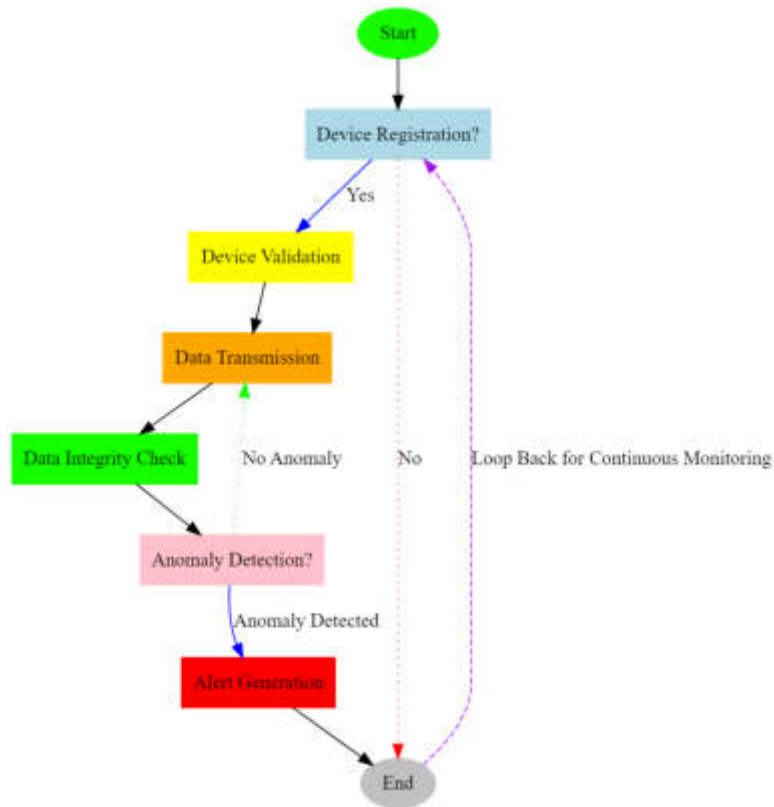 Start
Device Registration?
Yes
Device Validation
Data Transmission
Data Integrity Check
No Anomaly
No
Loop Back for Continuous Monitoring
Anomaly Detection?
Anomaly Detected
Alert Generation
End